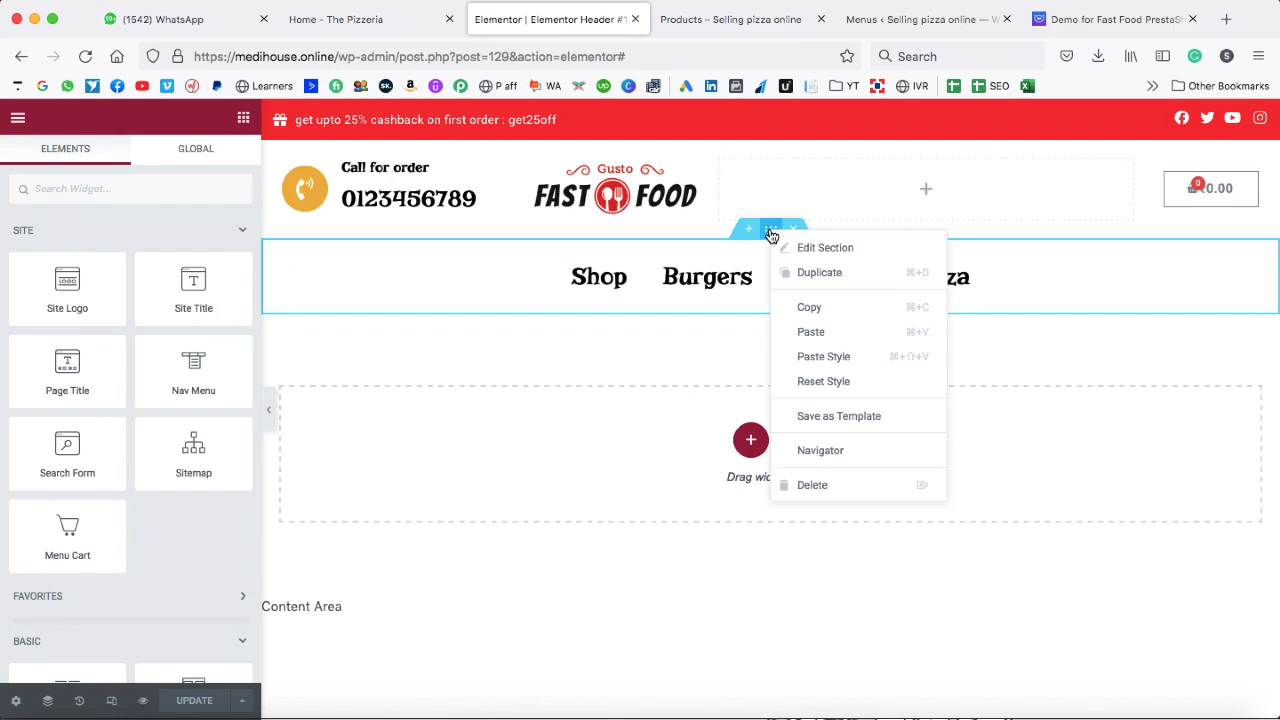 (1542) WhatsApp
Home - The Pizzeria
Elementor | Elementor Header #1
Products – Selling pizza online
Menus ‹ Selling pizza online — W
Demo for Fast Food PrestaSh
https://medihouse.online/wp-admin/post.php?post=129&action=elementor#
Search
Learners
P aff
WA
YT
IVR
SEO
Other Bookmarks
ELEMENTS
GLOBAL
Search Widget...
SITE
Site Logo
Site Title
Page Title
Nav Menu
Search Form
Sitemap
Menu Cart
FAVORITES
BASIC
UPDATE
get upto 25% cashback on first order : get25off
Call for order
0123456789
Gusto
FAST FOOD
0
0.00
Shop
Burgers
za
Edit Section
Duplicate ⌘+D
Copy ⌘+C
Paste ⌘+V
Paste Style ⌘+⇧+V
Reset Style
Save as Template
Navigator
Delete
Drag wid
Content Area